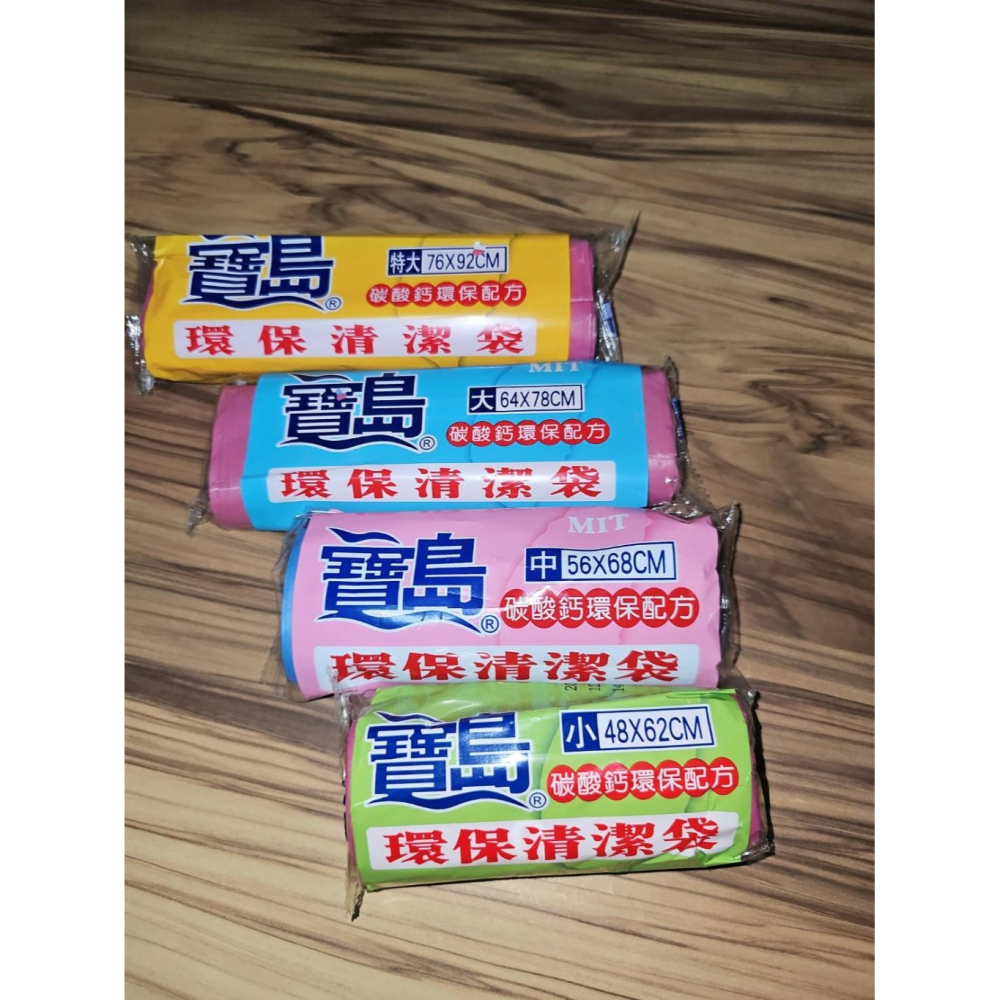 寶島®
特大 76X92CM
碳酸鈣環保配方
環保清潔袋
MIT
寶島®
大 64X78CM
碳酸鈣環保配方
環保清潔袋
MIT
寶島®
中 56X68CM
碳酸鈣環保配方
環保清潔袋
寶島®
小 48X62CM
碳酸鈣環保配方
環保清潔袋